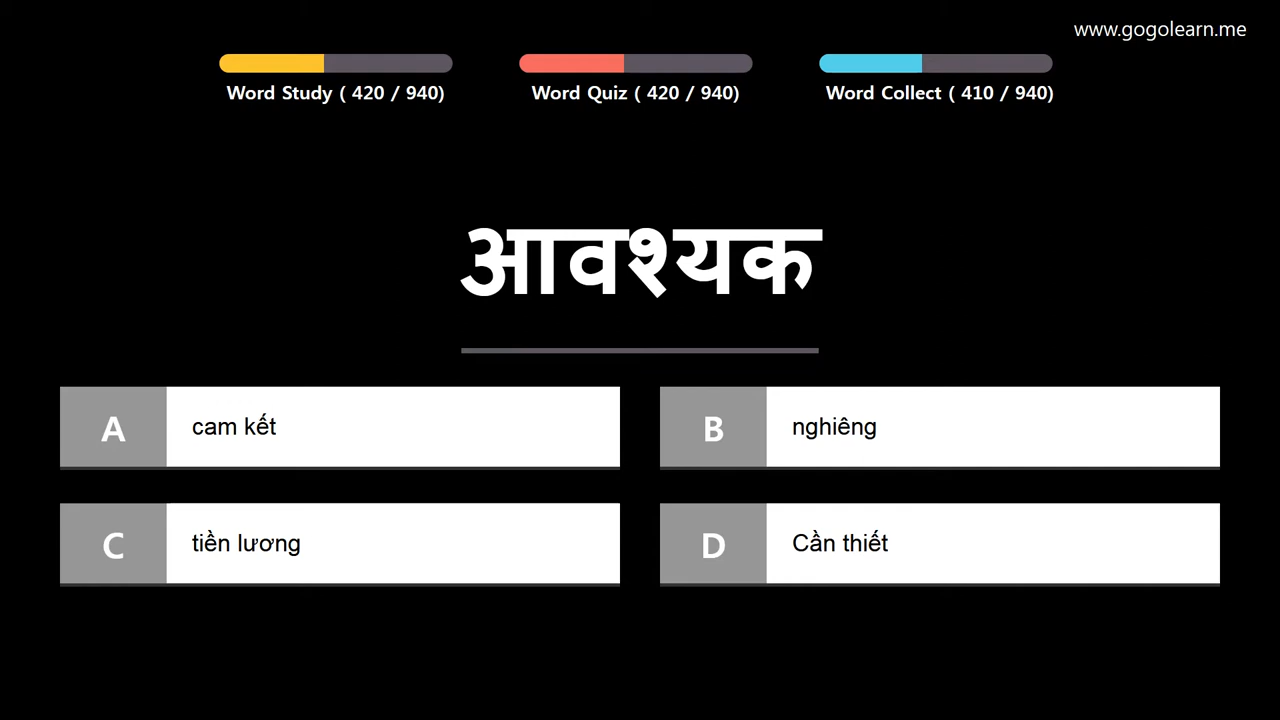 www.gogolearn.me
Word Study ( 420 / 940)
Word Quiz ( 420 / 940)
Word Collect ( 410 / 940)
आवश्यक
A cam kết
B nghiêng
C tiền lương
D Cần thiết